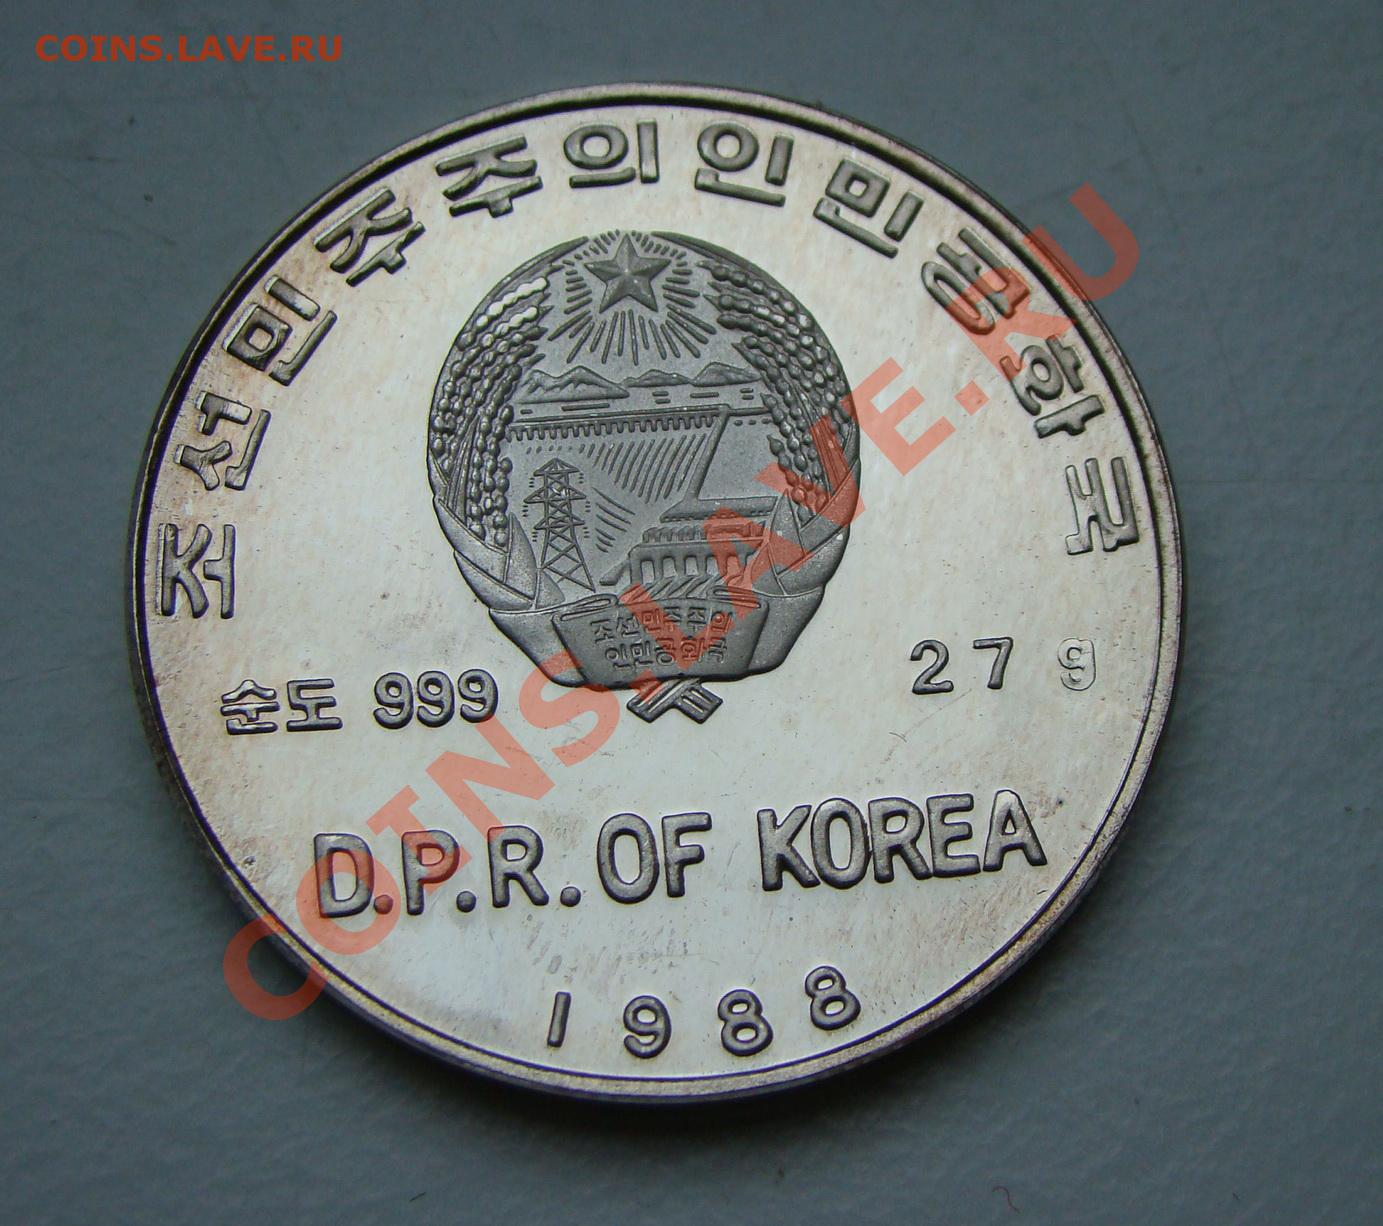 COINS.LAVE.RU
조선민주주의인민공화국
조선민주주의
인민공화국
순도 999
27 g
D.P.R. OF KOREA
1988
COINS.LAVE.RU